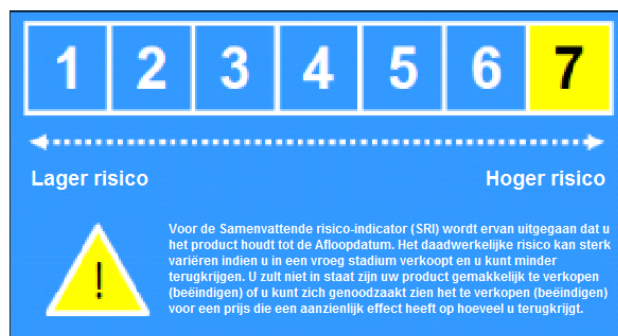 1 2 3 4 5 6 7
Lager risico Hoger risico
!
Voor de Samenvattende risico-indicator (SRI) wordt ervan uitgegaan dat u
het product houdt tot de Afloopdatum. Het daadwerkelijke risico kan sterk
variëren indien u in een vroeg stadium verkoopt en u kunt minder
terugkrijgen. U zult niet in staat zijn uw product gemakkelijk te verkopen
(beëindigen) of u kunt zich genoodzaakt zien het te verkopen (beëindigen)
voor een prijs die een aanzienlijk effect heeft op hoeveel u terugkrijgt.